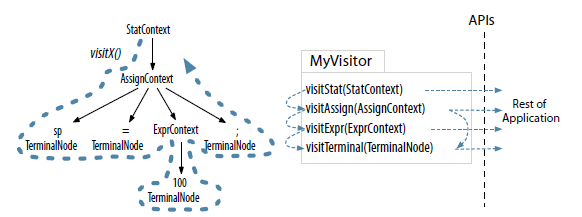 StatContext
visitX()
AssignContext
sp
TerminalNode
=
TerminalNode
ExprContext
;
TerminalNode
100
TerminalNode
APIs
MyVisitor
visitStat(StatContext)
visitAssign(AssignContext)
visitExpr(ExprContext)
visitTerminal(TerminalNode)
Rest of
Application